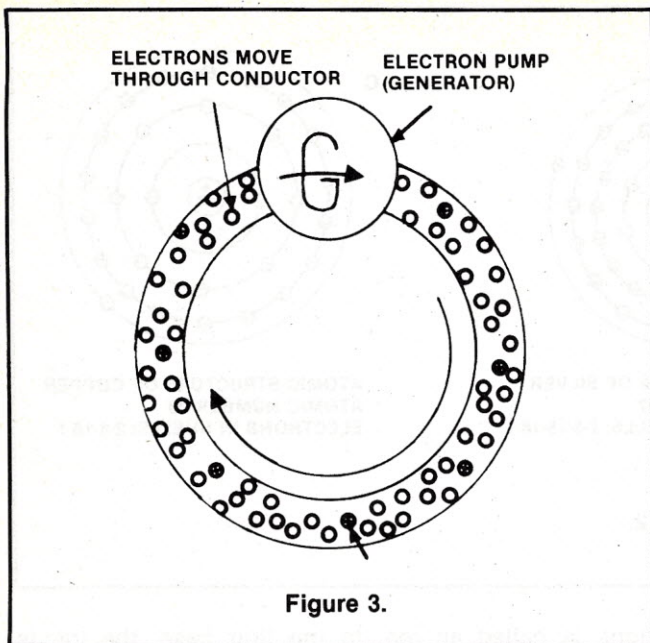 ELECTRONS MOVE
THROUGH CONDUCTOR
ELECTRON PUMP
(GENERATOR)
G
Figure 3.